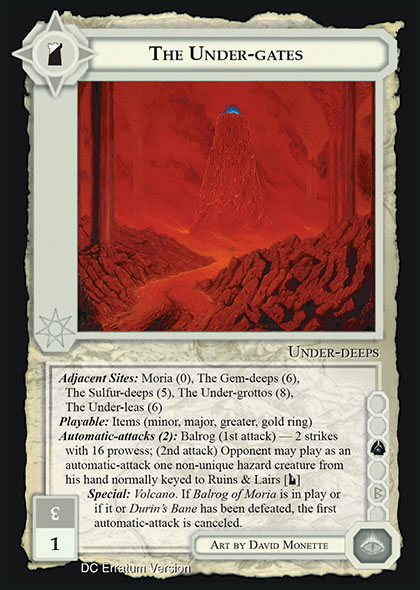 The Under-gates
Under-deeps
Adjacent Sites: Moria (0), The Gem-deeps (6),
The Sulfur-deeps (5), The Under-grottos (8),
The Under-leas (6)
Playable: Items (minor, major, greater, gold ring)
Automatic-attacks (2): Balrog (1st attack) — 2 strikes
with 16 prowess; (2nd attack) Opponent may play as an
automatic-attack one non-unique hazard creature from
his hand normally keyed to Ruins & Lairs []
Special: Volcano. If Balrog of Moria is in play or
if it or Durin's Bane has been defeated, the first
automatic-attack is canceled.
ε
1
Art by David Monette
DC Erratum Version